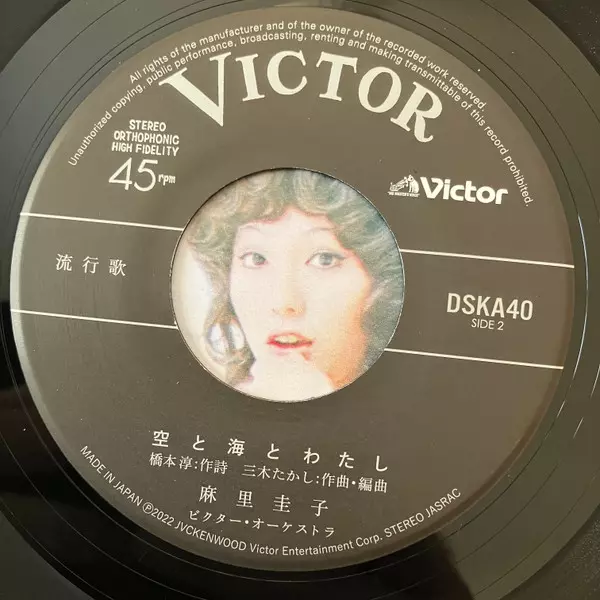 All rights of the manufacturer and of the owner of the recorded work reserved.
Unauthorized copying, public performance, broadcasting, renting and making transmittable of this record prohibited.
VICTOR
STEREO
ORTHOPHONIC
HIGH FIDELITY
45 rpm
Victor
流行歌
DSKA40
SIDE 2
空と海とわたし
橋本淳:作詩 三木たかし:作曲・編曲
麻里圭子
ビクター・オーケストラ
MADE IN JAPAN ℗2022 JVCKENWOOD Victor Entertainment Corp. STEREO JASRAC